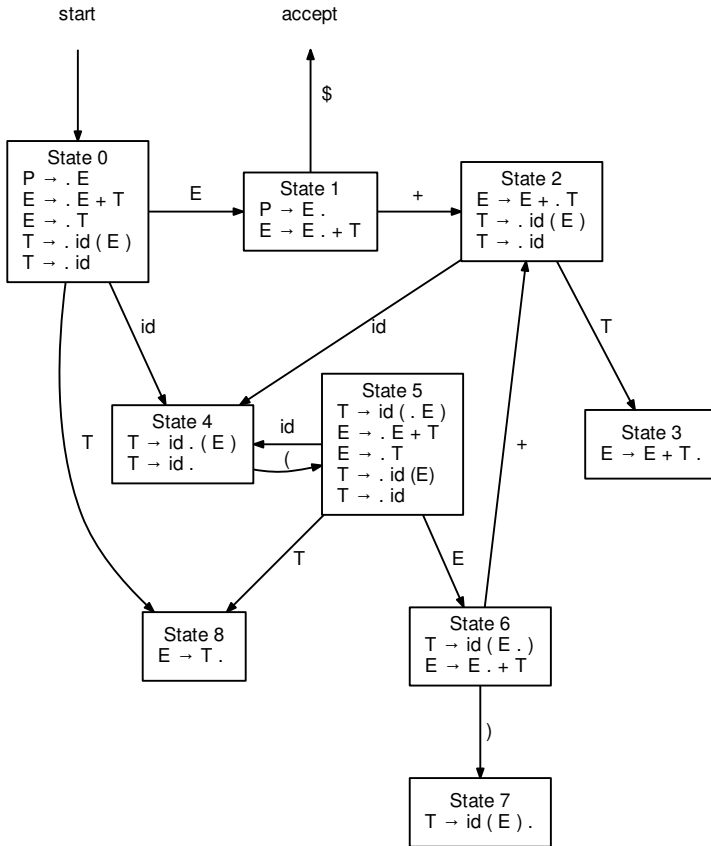 start
accept
$
State 0
P → . E
E → . E + T
E → . T
T → . id ( E )
T → . id
E
State 1
P → E .
E → E . + T
+
State 2
E → E + . T
T → . id ( E )
T → . id
id
id
T
T
State 4
T → id . ( E )
T → id .
id
(
State 5
T → id ( . E )
E → . E + T
E → . T
T → . id (E)
T → . id
+
State 3
E → E + T .
T
E
State 8
E → T .
State 6
T → id ( E . )
E → E . + T
)
State 7
T → id ( E ) .